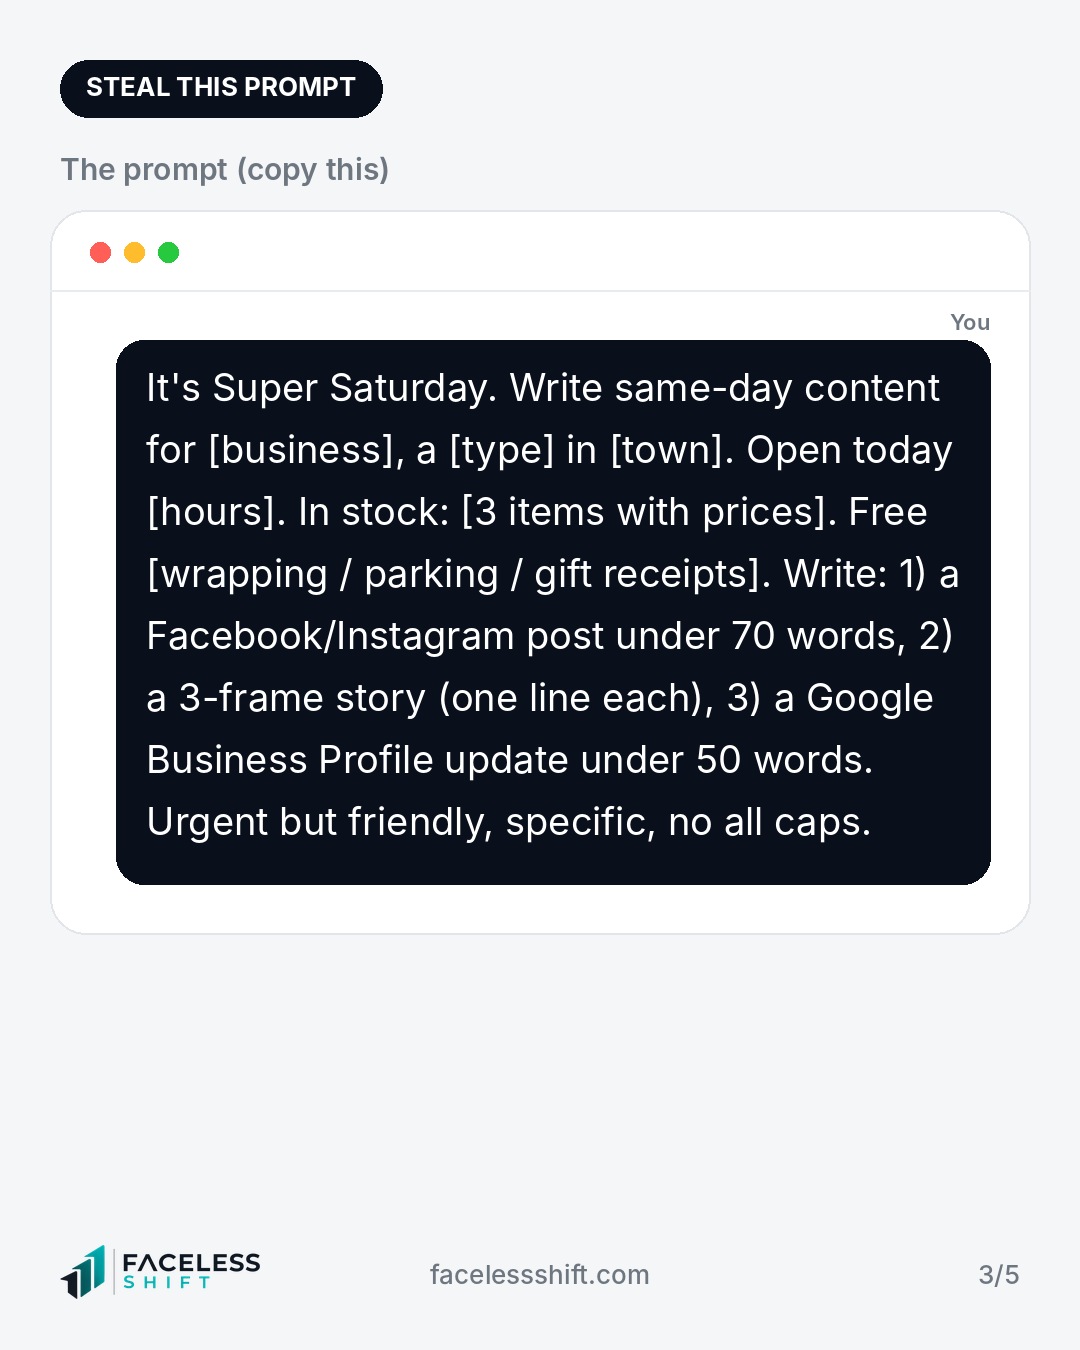 STEAL THIS PROMPT
The prompt (copy this)
You
It's Super Saturday. Write same-day content
for [business], a [type] in [town]. Open today
[hours]. In stock: [3 items with prices]. Free
[wrapping / parking / gift receipts]. Write: 1) a
Facebook/Instagram post under 70 words, 2)
a 3-frame story (one line each), 3) a Google
Business Profile update under 50 words.
Urgent but friendly, specific, no all caps.
FACELESS
SHIFT
facelessshift.com
3/5